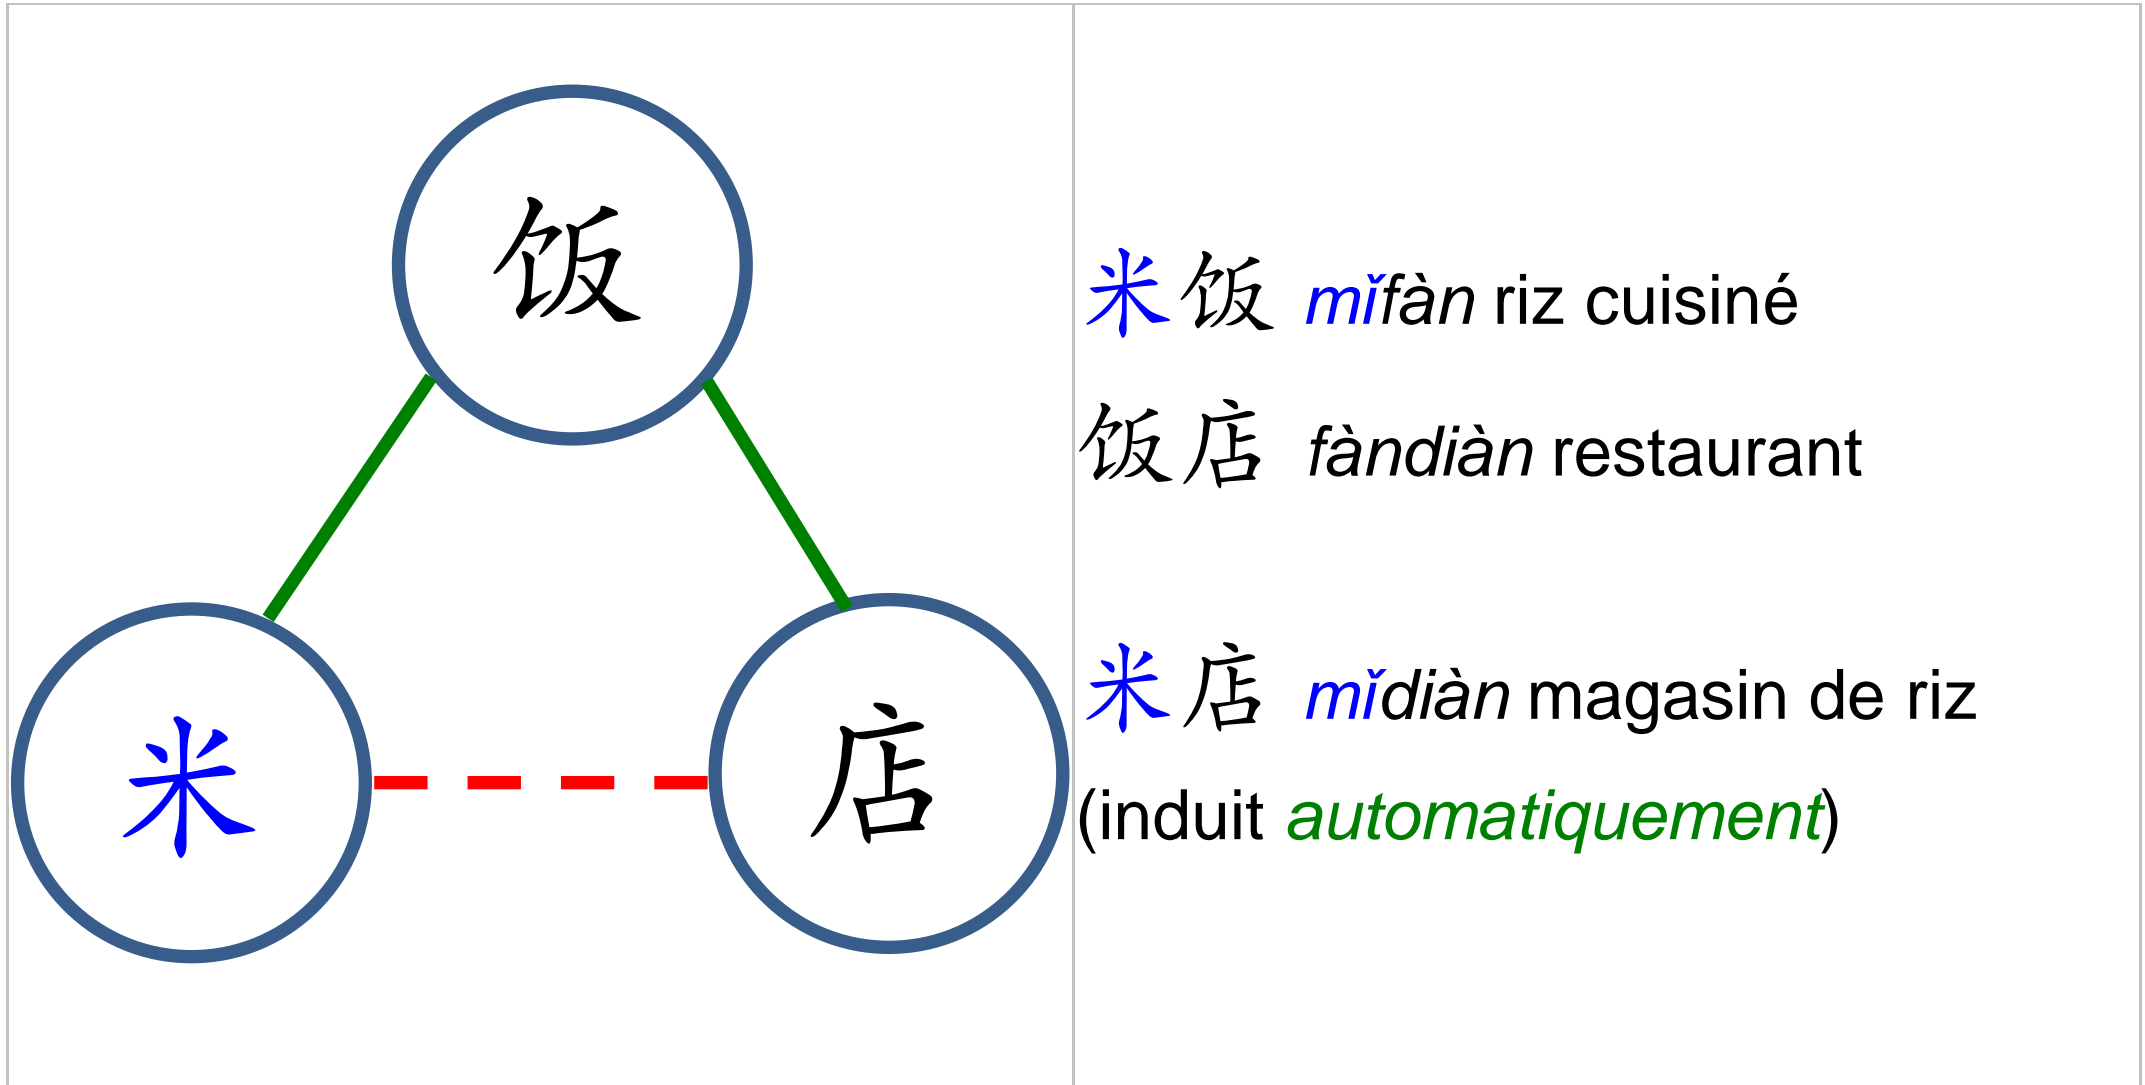 饭
米
店
米饭 mǐfàn riz cuisiné
饭店 fàndiàn restaurant
米店 mǐdiàn magasin de riz
(induit automatiquement)